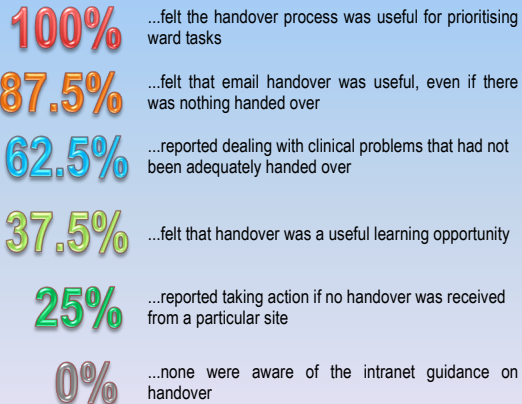 100%
...felt the handover process was useful for prioritising
ward tasks
87.5%
...felt that email handover was useful, even if there
was nothing handed over
62.5%
...reported dealing with clinical problems that had not
been adequately handed over
37.5%
...felt that handover was a useful learning opportunity
25%
...reported taking action if no handover was received
from a particular site
0%
...none were aware of the intranet guidance on
handover